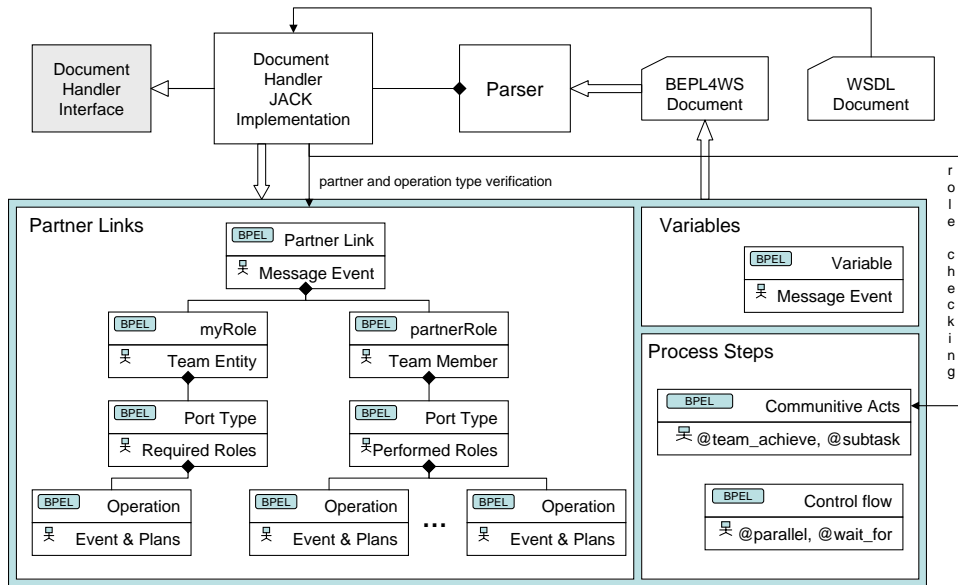 Document
Handler
Interface
Document
Handler
JACK
Implementation
Parser
BEPL4WS
Document
WSDL
Document
partner and operation type verification
role checking
Partner Links
BPEL Partner Link
Message Event
BPEL myRole
Team Entity
BPEL partnerRole
Team Member
BPEL Port Type
Required Roles
BPEL Port Type
Performed Roles
BPEL Operation
Event & Plans
BPEL Operation
Event & Plans
...
BPEL Operation
Event & Plans
Variables
BPEL Variable
Message Event
Process Steps
BPEL Communitive Acts
@team_achieve, @subtask
BPEL Control flow
@parallel, @wait_for